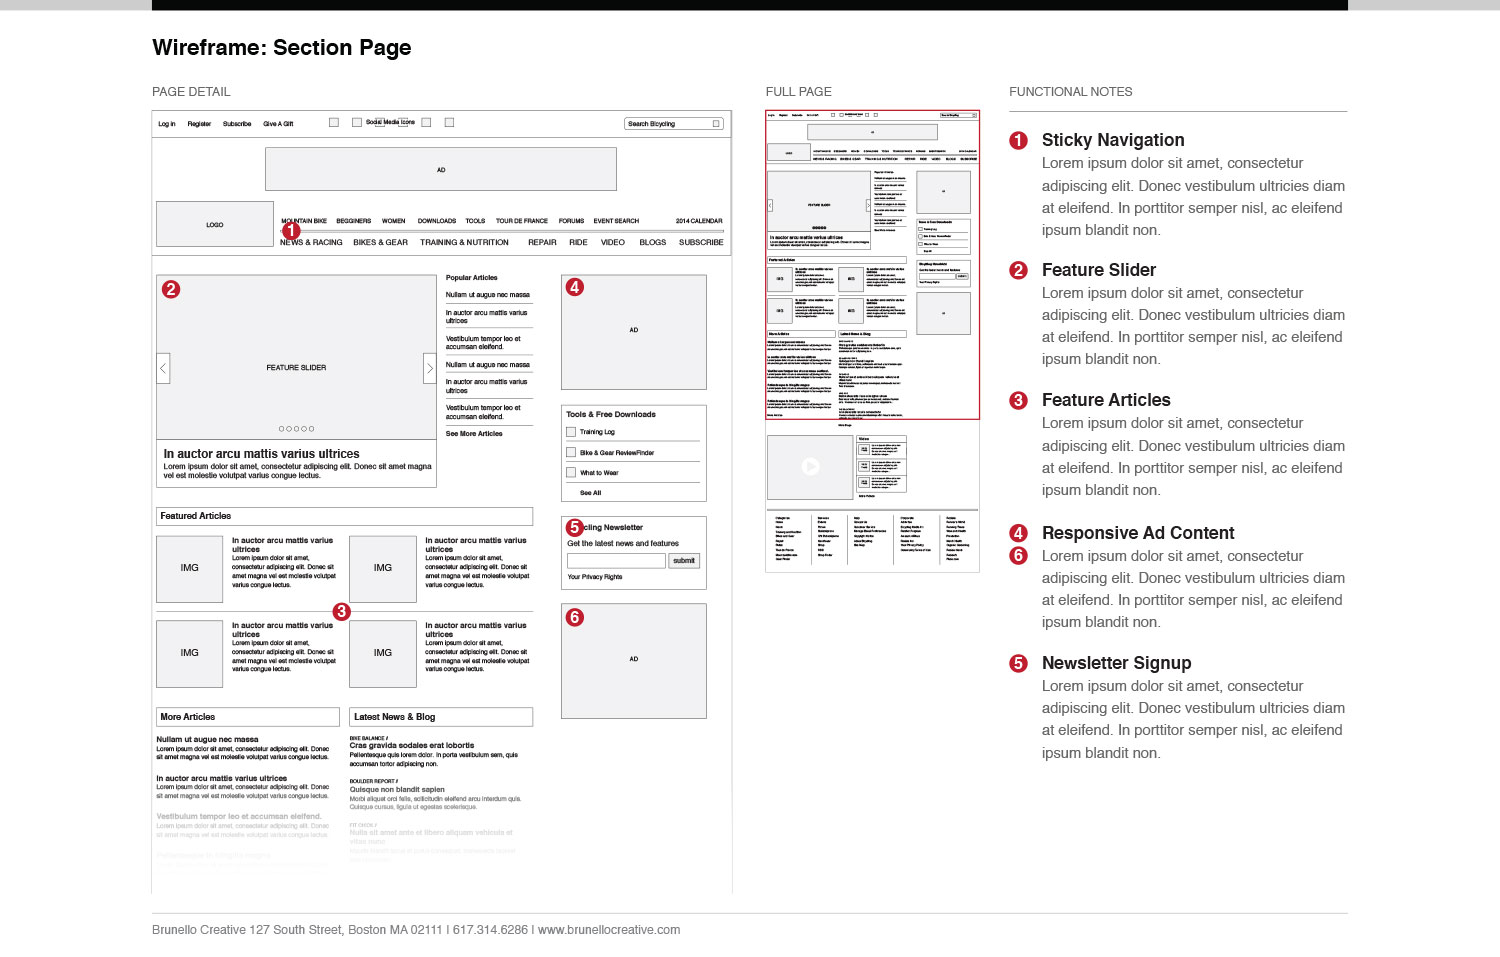 Wireframe: Section Page
PAGE DETAIL
Log In Register Subscribe Give A Gift Social Media Icons Search Bicycling
AD
LOGO
MOUNTAIN BIKE BEGGINERS WOMEN DOWNLOADS TOOLS TOUR DE FRANCE FORUMS EVENT SEARCH 2014 CALENDAR
1
NEWS & RACING BIKES & GEAR TRAINING & NUTRITION REPAIR RIDE VIDEO BLOGS SUBSCRIBE
2
FEATURE SLIDER
In auctor arcu mattis varius ultrices
Lorem ipsum dolor sit amet, consectetur adipiscing elit. Donec sit amet magna
vel est molestie volutpat varius congue lectus.
Popular Articles
Nullam ut augue nec massa
In auctor arcu mattis varius
ultrices
Vestibulum tempor leo et
accumsan eleifend.
Nullam ut augue nec massa
In auctor arcu mattis varius
ultrices
Vestibulum tempor leo et
accumsan eleifend.
See More Articles
4
AD
Tools & Free Downloads
Training Log
Bike & Gear ReviewFinder
What to Wear
See All
5
cling Newsletter
Get the latest news and features
submit
Your Privacy Rights
6
AD
Featured Articles
IMG
In auctor arcu mattis varius
ultrices
Lorem ipsum dolor sit amet,
consectetur adipiscing elit. Donec sit
amet magna vel est molestie volutpat
varius congue lectus.
IMG
In auctor arcu mattis varius
ultrices
Lorem ipsum dolor sit amet,
consectetur adipiscing elit. Donec sit
amet magna vel est molestie volutpat
varius congue lectus.
3
IMG
In auctor arcu mattis varius
ultrices
Lorem ipsum dolor sit amet,
consectetur adipiscing elit. Donec sit
amet magna vel est molestie volutpat
varius congue lectus.
IMG
In auctor arcu mattis varius
ultrices
Lorem ipsum dolor sit amet,
consectetur adipiscing elit. Donec sit
amet magna vel est molestie volutpat
varius congue lectus.
More Articles
Nullam ut augue nec massa
Lorem ipsum dolor sit amet, consectetur adipiscing elit. Donec
sit amet magna vel est molestie volutpat varius congue lectus.
In auctor arcu mattis varius ultrices
Lorem ipsum dolor sit amet, consectetur adipiscing elit. Donec
sit amet magna vel est molestie volutpat varius congue lectus.
Vestibulum tempor leo et accumsan eleifend.
Lorem ipsum dolor sit amet, consectetur adipiscing elit. Donec
sit amet magna vel est molestie volutpat varius congue lectus.
Latest News & Blog
BIKE BALANCE //
Cras gravida sodales erat lobortis
Pellentesque quis lorem dolor. In porta vestibulum sem, quis
accumsan tortor adipiscing non.
BOULDER REPORT //
Quisque non blandit sapien
Morbi aliquet orci felis, sollicitudin eleifend arcu interdum quis.
Quisque cursus, ligula ut egestas scelerisque.
Nulla sit amet ante et libero aliquam vehicula et
vitae nunc
FULL PAGE
AD
LOGO
FEATURE SLIDER
In auctor arcu mattis varius ultrices
FUNCTIONAL NOTES
1 Sticky Navigation
Lorem ipsum dolor sit amet, consectetur
adipiscing elit. Donec vestibulum ultricies diam
at eleifend. In porttitor semper nisl, ac eleifend
ipsum blandit non.
2 Feature Slider
Lorem ipsum dolor sit amet, consectetur
adipiscing elit. Donec vestibulum ultricies diam
at eleifend. In porttitor semper nisl, ac eleifend
ipsum blandit non.
3 Feature Articles
Lorem ipsum dolor sit amet, consectetur
adipiscing elit. Donec vestibulum ultricies diam
at eleifend. In porttitor semper nisl, ac eleifend
ipsum blandit non.
4 Responsive Ad Content
6 Lorem ipsum dolor sit amet, consectetur
adipiscing elit. Donec vestibulum ultricies diam
at eleifend. In porttitor semper nisl, ac eleifend
ipsum blandit non.
5 Newsletter Signup
Lorem ipsum dolor sit amet, consectetur
adipiscing elit. Donec vestibulum ultricies diam
at eleifend. In porttitor semper nisl, ac eleifend
ipsum blandit non.
Brunello Creative 127 South Street, Boston MA 02111 | 617.314.6286 | www.brunellocreative.com